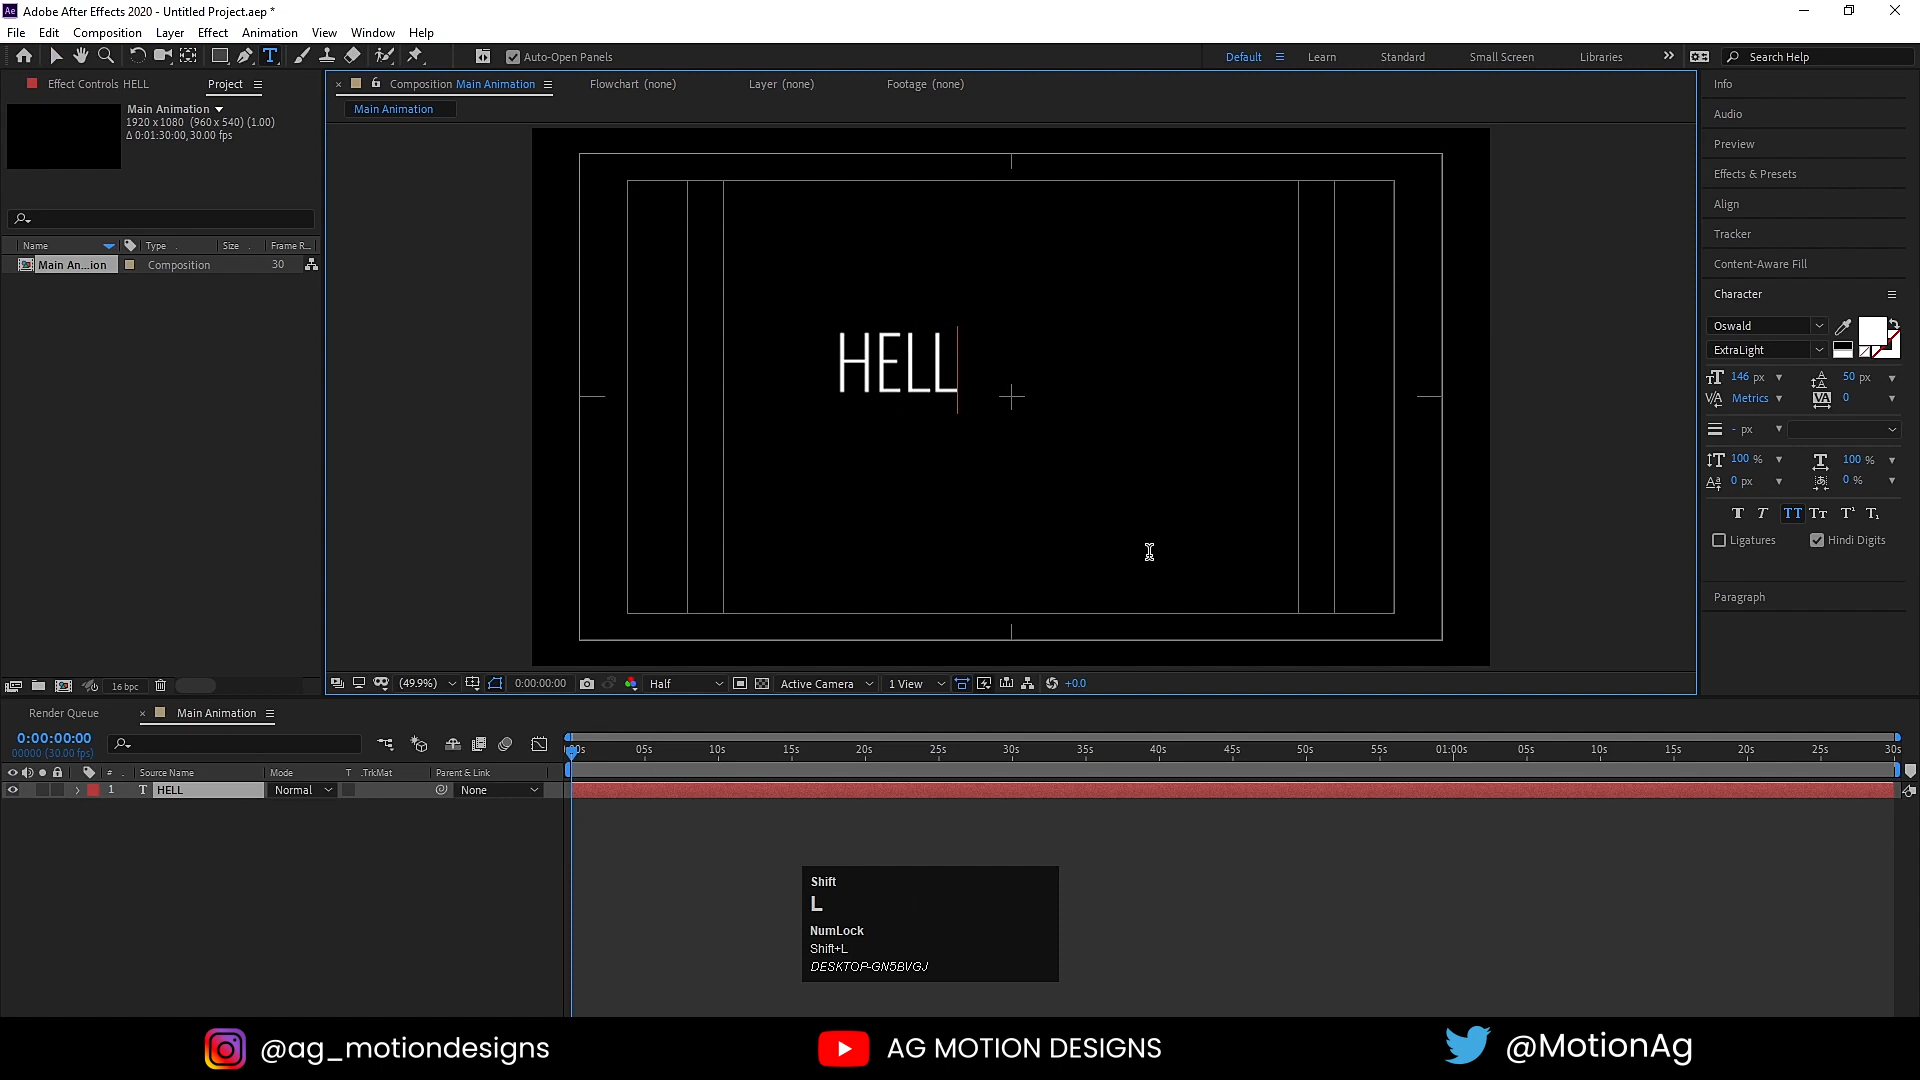 Adobe After Effects 2020 - Untitled Project.aep *
File Edit Composition Layer Effect Animation View Window Help
Auto-Open Panels
Default Learn Standard Small Screen Libraries Search Help
Effect Controls HELL Project
Composition Main Animation Flowchart (none) Layer (none) Footage (none)
Main Animation
Main Animation
1920 x 1080 (960 x 540) (1.00)
Δ 0:01:30:00, 30.00 fps
Name Type Size Frame R...
Main An...ion Composition 30
16 bpc
HELL
(49.9%) 0:00:00:00 Half Active Camera 1 View +0.0
Info
Audio
Preview
Effects & Presets
Align
Tracker
Content-Aware Fill
Character
Oswald
ExtraLight
146 px 50 px
Metrics 0
- px
100 % 100 %
0 px 0 %
Ligatures Hindi Digits
Paragraph
Render Queue Main Animation
0:00:00:00
00000 (30.00 fps)
05s 10s 15s 20s 25s 30s 35s 40s 45s 50s 55s 01:00s 05s 10s 15s 20s 25s 30s
# Source Name Mode T .TrkMat Parent & Link
1 T HELL Normal None
Shift
L
NumLock
Shift+L
DESKTOP-GN5BVGJ
@ag_motiondesigns AG MOTION DESIGNS @MotionAg